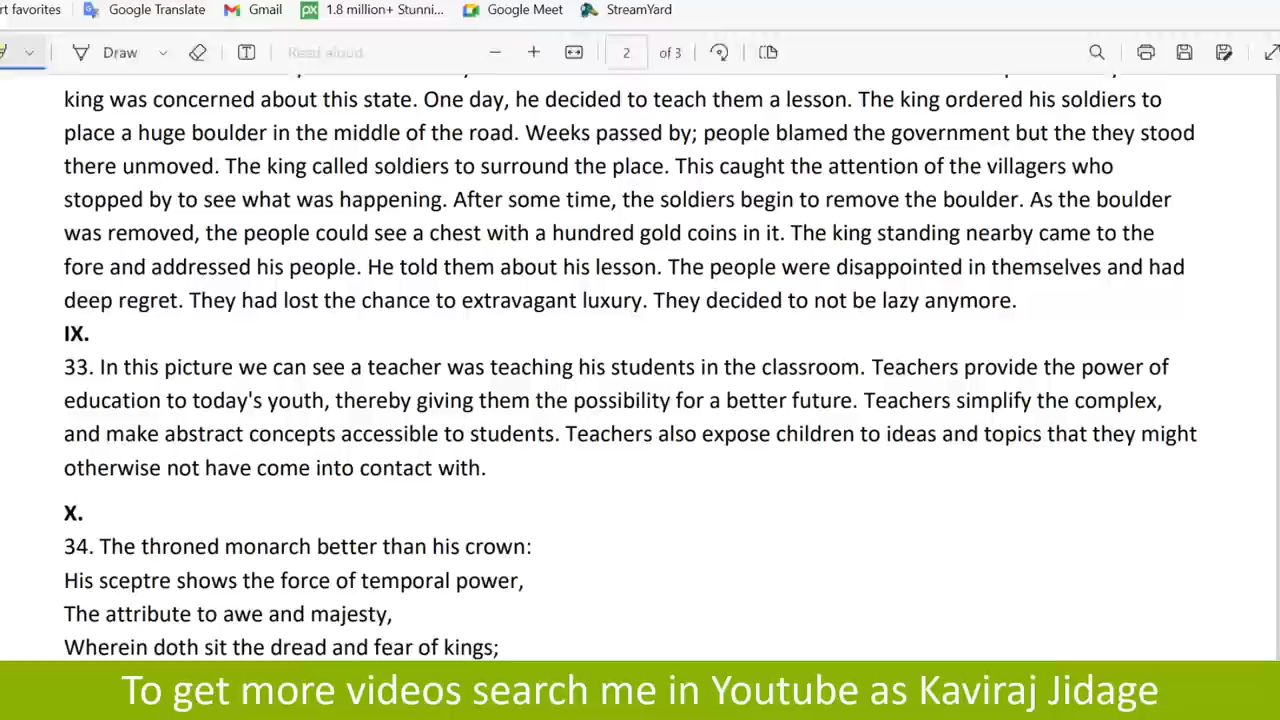 rt favorites Google Translate Gmail 1.8 million+ Stunni... Google Meet StreamYard
Draw Read aloud 2 of 3
king was concerned about this state. One day, he decided to teach them a lesson. The king ordered his soldiers to
place a huge boulder in the middle of the road. Weeks passed by; people blamed the government but the they stood
there unmoved. The king called soldiers to surround the place. This caught the attention of the villagers who
stopped by to see what was happening. After some time, the soldiers begin to remove the boulder. As the boulder
was removed, the people could see a chest with a hundred gold coins in it. The king standing nearby came to the
fore and addressed his people. He told them about his lesson. The people were disappointed in themselves and had
deep regret. They had lost the chance to extravagant luxury. They decided to not be lazy anymore.
IX.
33. In this picture we can see a teacher was teaching his students in the classroom. Teachers provide the power of
education to today's youth, thereby giving them the possibility for a better future. Teachers simplify the complex,
and make abstract concepts accessible to students. Teachers also expose children to ideas and topics that they might
otherwise not have come into contact with.
X.
34. The throned monarch better than his crown:
His sceptre shows the force of temporal power,
The attribute to awe and majesty,
Wherein doth sit the dread and fear of kings;
To get more videos search me in Youtube as Kaviraj Jidage